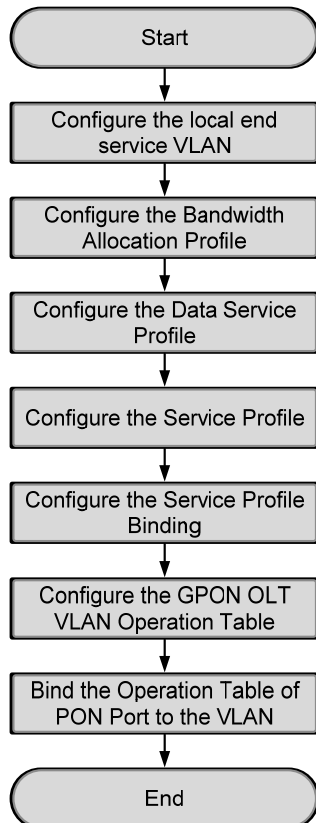 Start
Configure the local end
service VLAN
Configure the Bandwidth
Allocation Profile
Configure the Data Service
Profile
Configure the Service Profile
Configure the Service Profile
Binding
Configure the GPON OLT
VLAN Operation Table
Bind the Operation Table of
PON Port to the VLAN
End